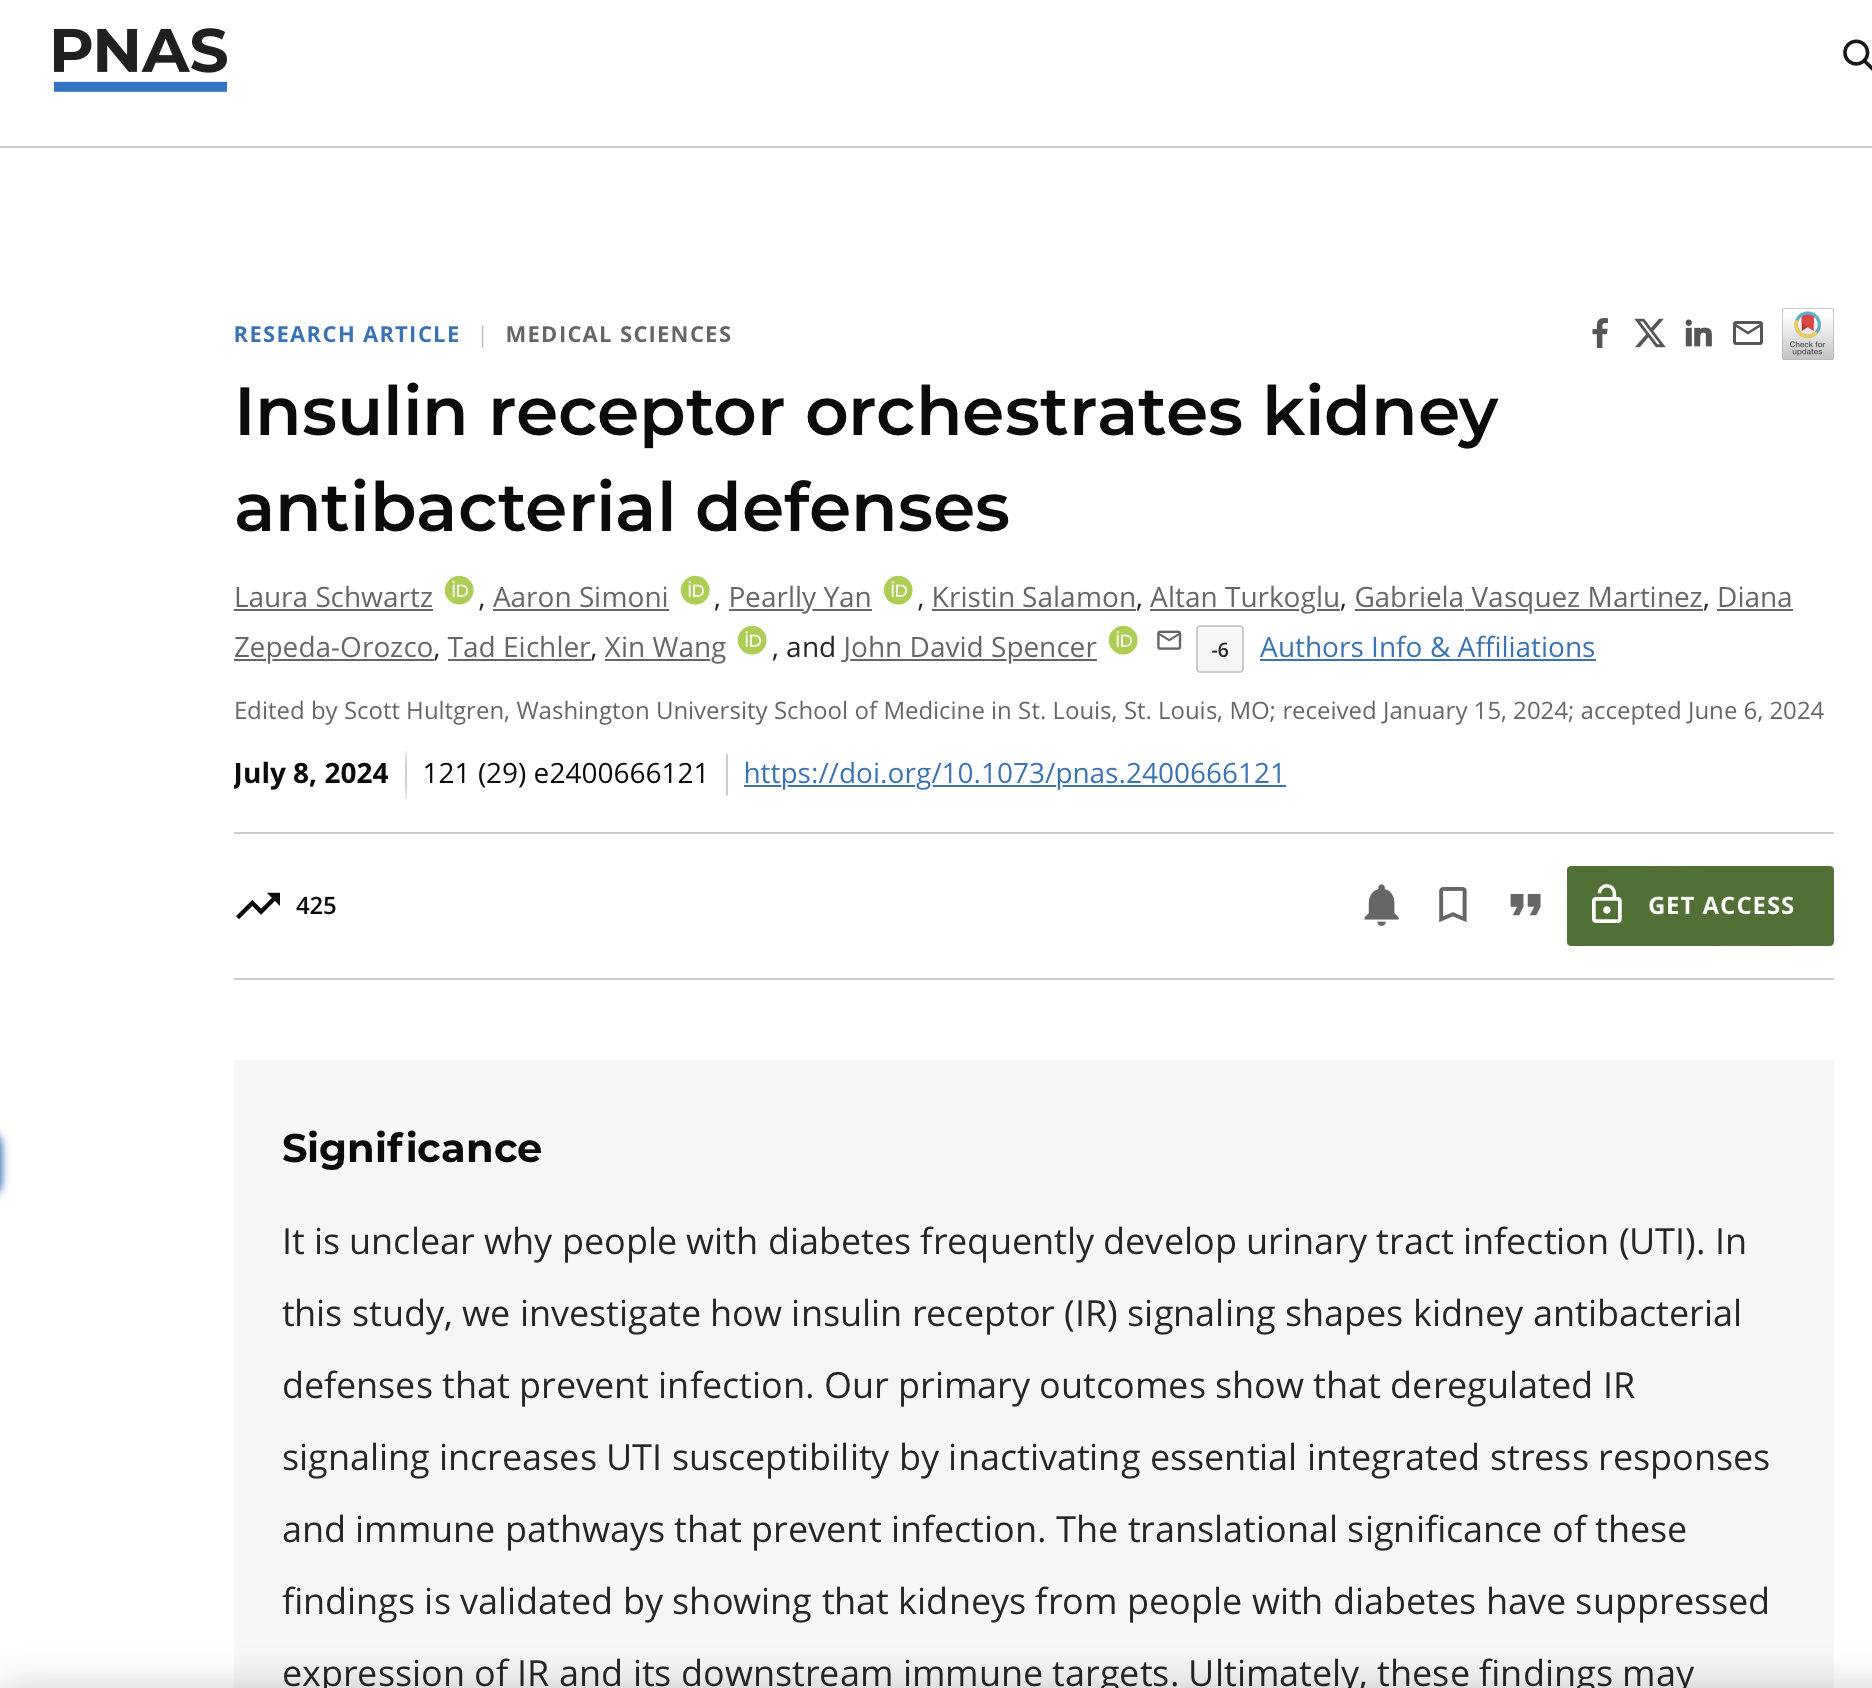 PNAS
RESEARCH ARTICLE | MEDICAL SCIENCES
Check for
updates
Insulin receptor orchestrates kidney
antibacterial defenses
Laura Schwartz iD, Aaron Simoni iD, Pearlly Yan iD, Kristin Salamon, Altan Turkoglu, Gabriela Vasquez Martinez, Diana
Zepeda-Orozco, Tad Eichler, Xin Wang iD, and John David Spencer iD -6 Authors Info & Affiliations
Edited by Scott Hultgren, Washington University School of Medicine in St. Louis, St. Louis, MO; received January 15, 2024; accepted June 6, 2024
July 8, 2024 | 121 (29) e2400666121 | https://doi.org/10.1073/pnas.2400666121
425
GET ACCESS
Significance
It is unclear why people with diabetes frequently develop urinary tract infection (UTI). In
this study, we investigate how insulin receptor (IR) signaling shapes kidney antibacterial
defenses that prevent infection. Our primary outcomes show that deregulated IR
signaling increases UTI susceptibility by inactivating essential integrated stress responses
and immune pathways that prevent infection. The translational significance of these
findings is validated by showing that kidneys from people with diabetes have suppressed
expression of IR and its downstream immune targets. Ultimately, these findings may